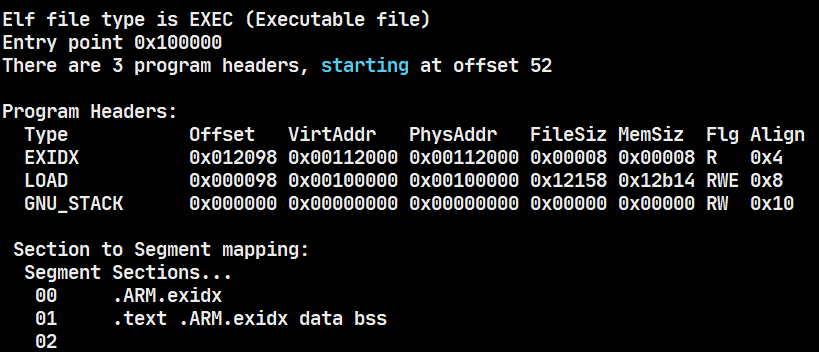 Elf file type is EXEC (Executable file)
Entry point 0x100000
There are 3 program headers, starting at offset 52
Program Headers:
Type Offset VirtAddr PhysAddr FileSiz MemSiz Flg Align
EXIDX 0x012098 0x00112000 0x00112000 0x00008 0x00008 R 0x4
LOAD 0x000098 0x00100000 0x00100000 0x12158 0x12b14 RWE 0x8
GNU_STACK 0x000000 0x00000000 0x00000000 0x00000 0x00000 RW 0x10
Section to Segment mapping:
Segment Sections...
00 .ARM.exidx
01 .text .ARM.exidx data bss
02